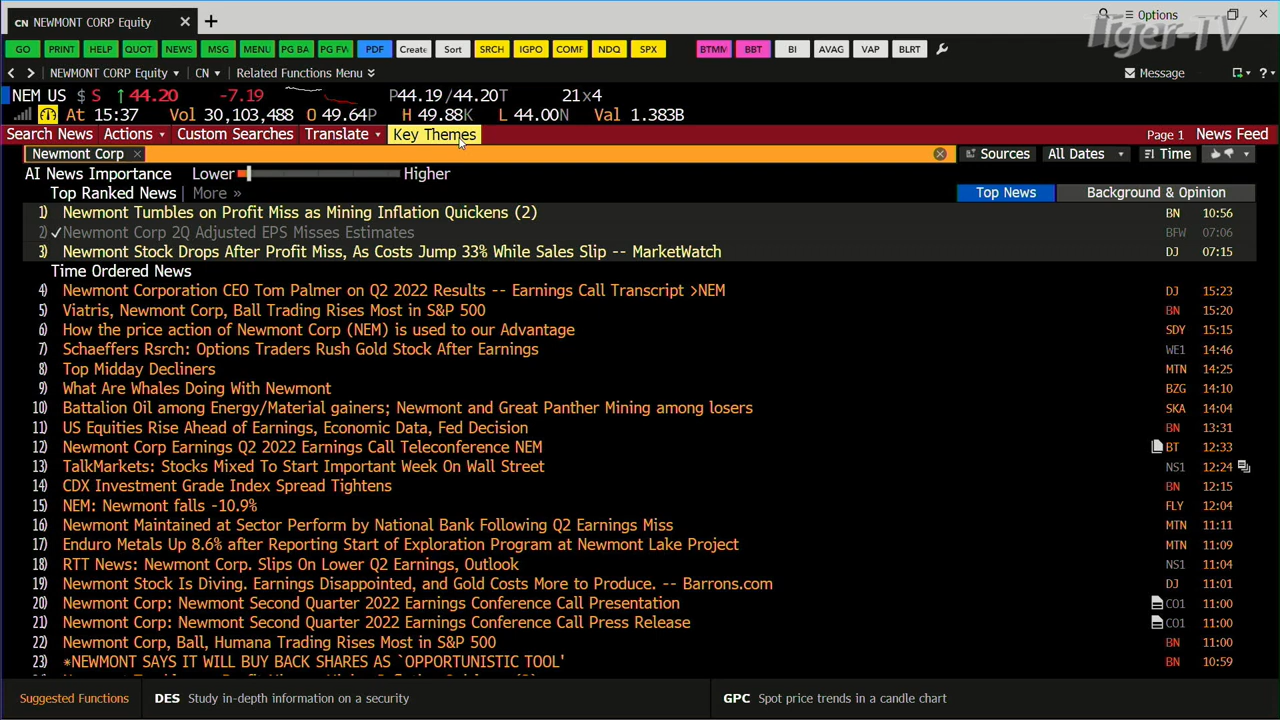 CN NEWMONT CORP Equity × +
Options
Tiger-TV
GO PRINT HELP QUOT NEWS MSG MENU PG BA PG FW PDF Create Sort SRCH IGPO COMF NDQ SPX BTMM BBT BI AVAG VAP BLRT
NEWMONT CORP Equity CN Related Functions Menu Message ?
NEM US $ S ↑ 44.20 -7.19 P44.19 /44.20T 21x4
At 15:37 Vol 30,103,488 O 49.64P H 49.88K L 44.00N Val 1.383B
Search News Actions Custom Searches Translate Key Themes Page 1 News Feed
Newmont Corp × Sources All Dates Time
AI News Importance Lower Higher
Top Ranked News | More » Top News Background & Opinion
1) Newmont Tumbles on Profit Miss as Mining Inflation Quickens (2) BN 10:56
2) ✓Newmont Corp 2Q Adjusted EPS Misses Estimates BFW 07:06
3) Newmont Stock Drops After Profit Miss, As Costs Jump 33% While Sales Slip -- MarketWatch DJ 07:15
Time Ordered News
4) Newmont Corporation CEO Tom Palmer on Q2 2022 Results -- Earnings Call Transcript >NEM DJ 15:23
5) Viatris, Newmont Corp, Ball Trading Rises Most in S&P 500 BN 15:20
6) How the price action of Newmont Corp (NEM) is used to our Advantage SDY 15:15
7) Schaeffers Rsrch: Options Traders Rush Gold Stock After Earnings WE1 14:46
8) Top Midday Decliners MTN 14:25
9) What Are Whales Doing With Newmont BZG 14:10
10) Battalion Oil among Energy/Material gainers; Newmont and Great Panther Mining among losers SKA 14:04
11) US Equities Rise Ahead of Earnings, Economic Data, Fed Decision BN 13:31
12) Newmont Corp Earnings Q2 2022 Earnings Call Teleconference NEM BT 12:33
13) TalkMarkets: Stocks Mixed To Start Important Week On Wall Street NS1 12:24
14) CDX Investment Grade Index Spread Tightens BN 12:15
15) NEM: Newmont falls -10.9% FLY 12:04
16) Newmont Maintained at Sector Perform by National Bank Following Q2 Earnings Miss MTN 11:11
17) Enduro Metals Up 8.6% after Reporting Start of Exploration Program at Newmont Lake Project MTN 11:09
18) RTT News: Newmont Corp. Slips On Lower Q2 Earnings, Outlook NS1 11:04
19) Newmont Stock Is Diving. Earnings Disappointed, and Gold Costs More to Produce. -- Barrons.com DJ 11:01
20) Newmont Corp: Newmont Second Quarter 2022 Earnings Conference Call Presentation CO1 11:00
21) Newmont Corp: Newmont Second Quarter 2022 Earnings Conference Call Press Release CO1 11:00
22) Newmont Corp, Ball, Humana Trading Rises Most in S&P 500 BN 11:00
23) *NEWMONT SAYS IT WILL BUY BACK SHARES AS `OPPORTUNISTIC TOOL' BN 10:59
Suggested Functions DES Study in-depth information on a security GPC Spot price trends in a candle chart